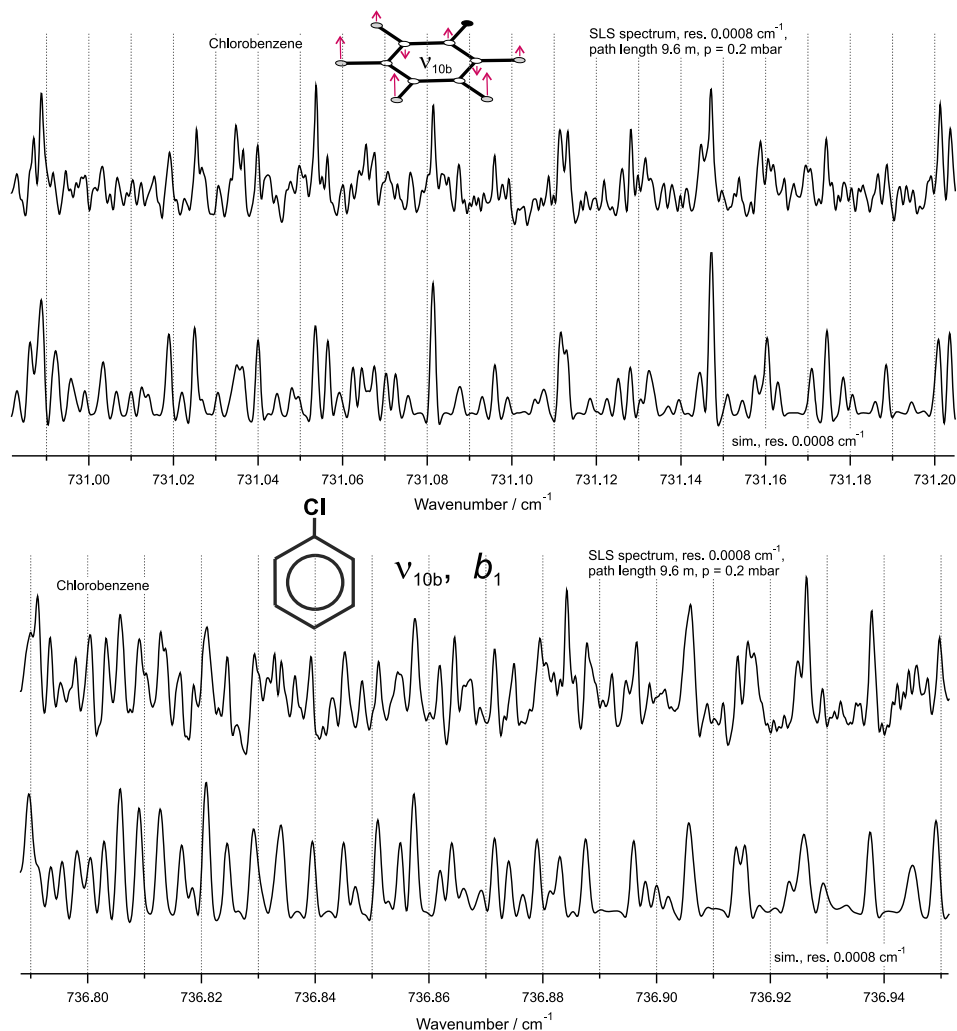 Chlorobenzene
ν10b
SLS spectrum, res. 0.0008 cm⁻¹,
path length 9.6 m, p = 0.2 mbar
sim., res. 0.0008 cm⁻¹
731.00 731.02 731.04 731.06 731.08 731.10 731.12 731.14 731.16 731.18 731.20
Wavenumber / cm⁻¹
Cl
Chlorobenzene
ν10b, b1
SLS spectrum, res. 0.0008 cm⁻¹,
path length 9.6 m, p = 0.2 mbar
sim., res. 0.0008 cm⁻¹
736.80 736.82 736.84 736.86 736.88 736.90 736.92 736.94
Wavenumber / cm⁻¹